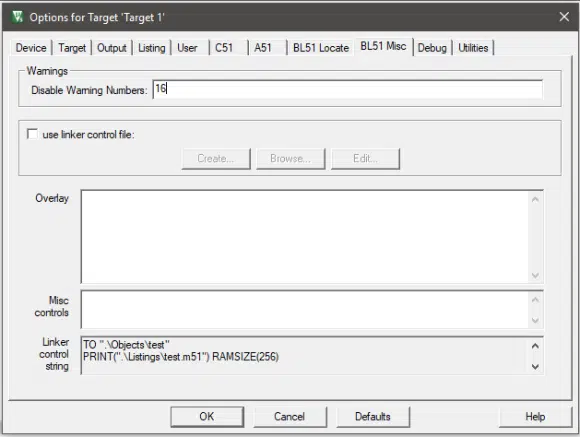 Options for Target 'Target 1'
Device Target Output Listing User C51 A51 BL51 Locate BL51 Misc Debug Utilities
Warnings
Disable Warning Numbers: 16
use linker control file:
Create... Browse... Edit...
Overlay
Misc
controls
Linker
control
string
TO ".\Objects\test"
PRINT(".\Listings\test.m51") RAMSIZE(256)
OK Cancel Defaults Help